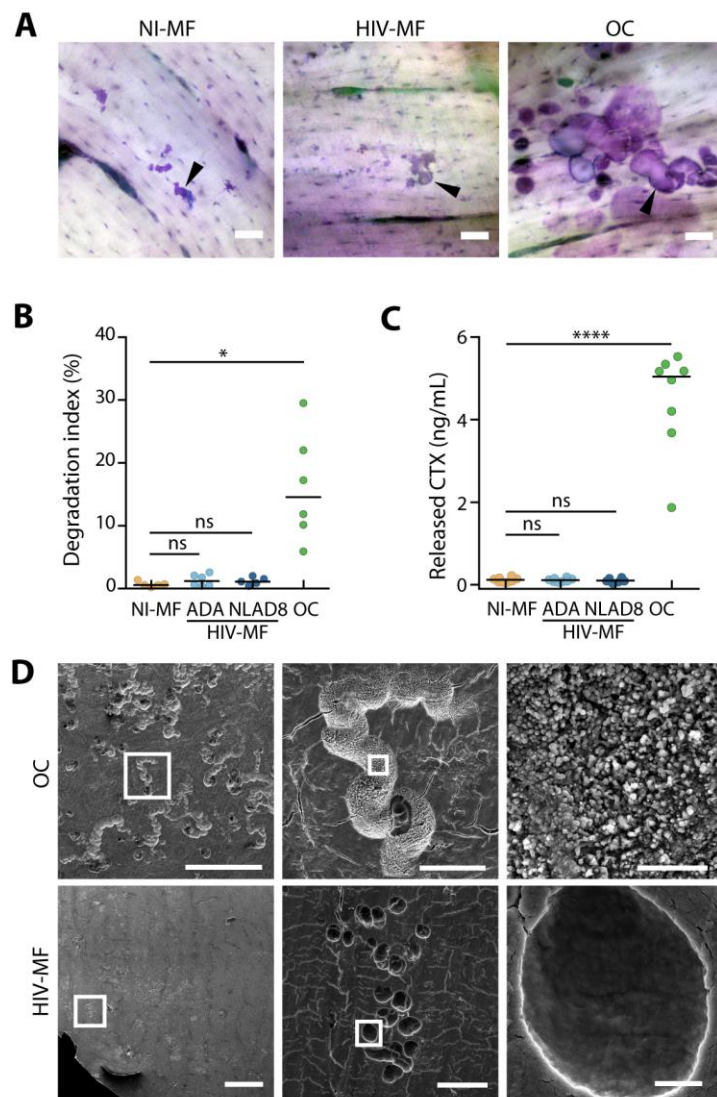 A
NI-MF
HIV-MF
OC
B
Degradation index (%)
40
30
20
10
0
*
ns
ns
NI-MF ADA NLAD8 OC
HIV-MF
C
Released CTX (ng/mL)
6
4
2
0
****
ns
ns
NI-MF ADA NLAD8 OC
HIV-MF
D
OC
HIV-MF